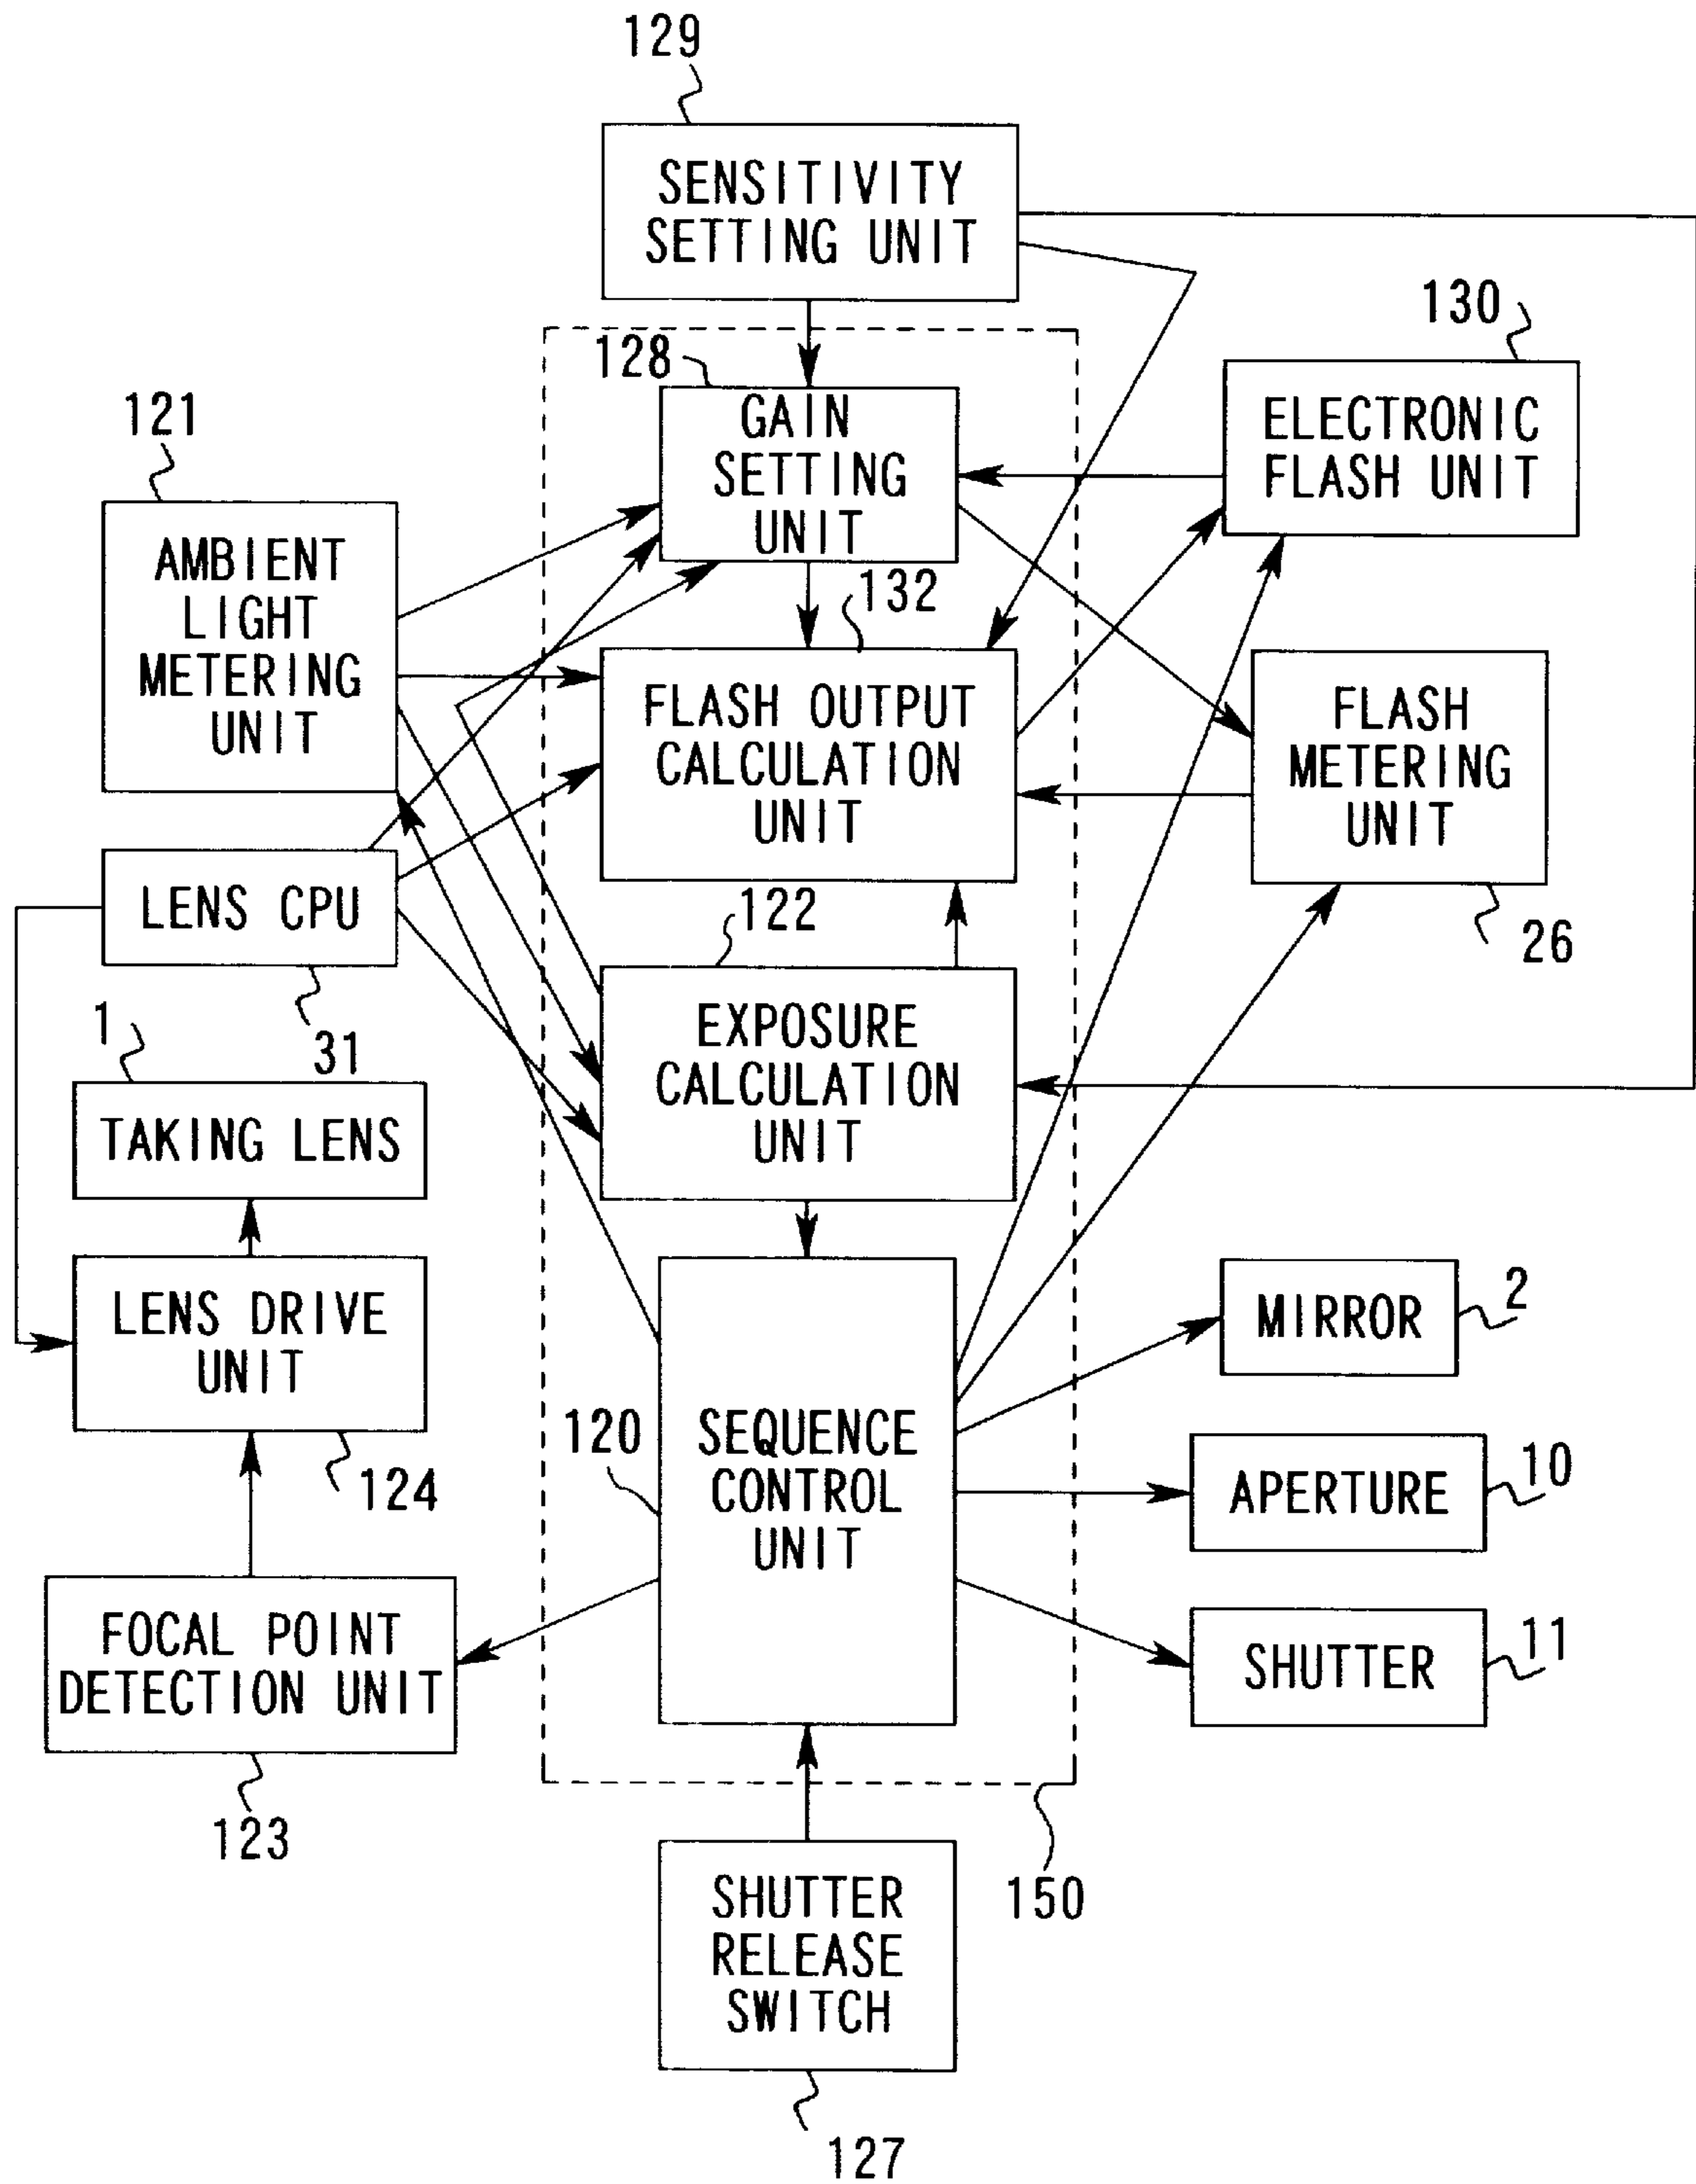 129
SENSITIVITY
SETTING UNIT
130
128
GAIN
SETTING
UNIT
ELECTRONIC
FLASH UNIT
121
AMBIENT
LIGHT
METERING
UNIT
132
FLASH OUTPUT
CALCULATION
UNIT
FLASH
METERING
UNIT
26
LENS CPU
31
122
EXPOSURE
CALCULATION
UNIT
1
TAKING LENS
LENS DRIVE
UNIT
124
MIRROR
2
120
SEQUENCE
CONTROL
UNIT
APERTURE
10
FOCAL POINT
DETECTION UNIT
123
SHUTTER
11
150
SHUTTER
RELEASE
SWITCH
127